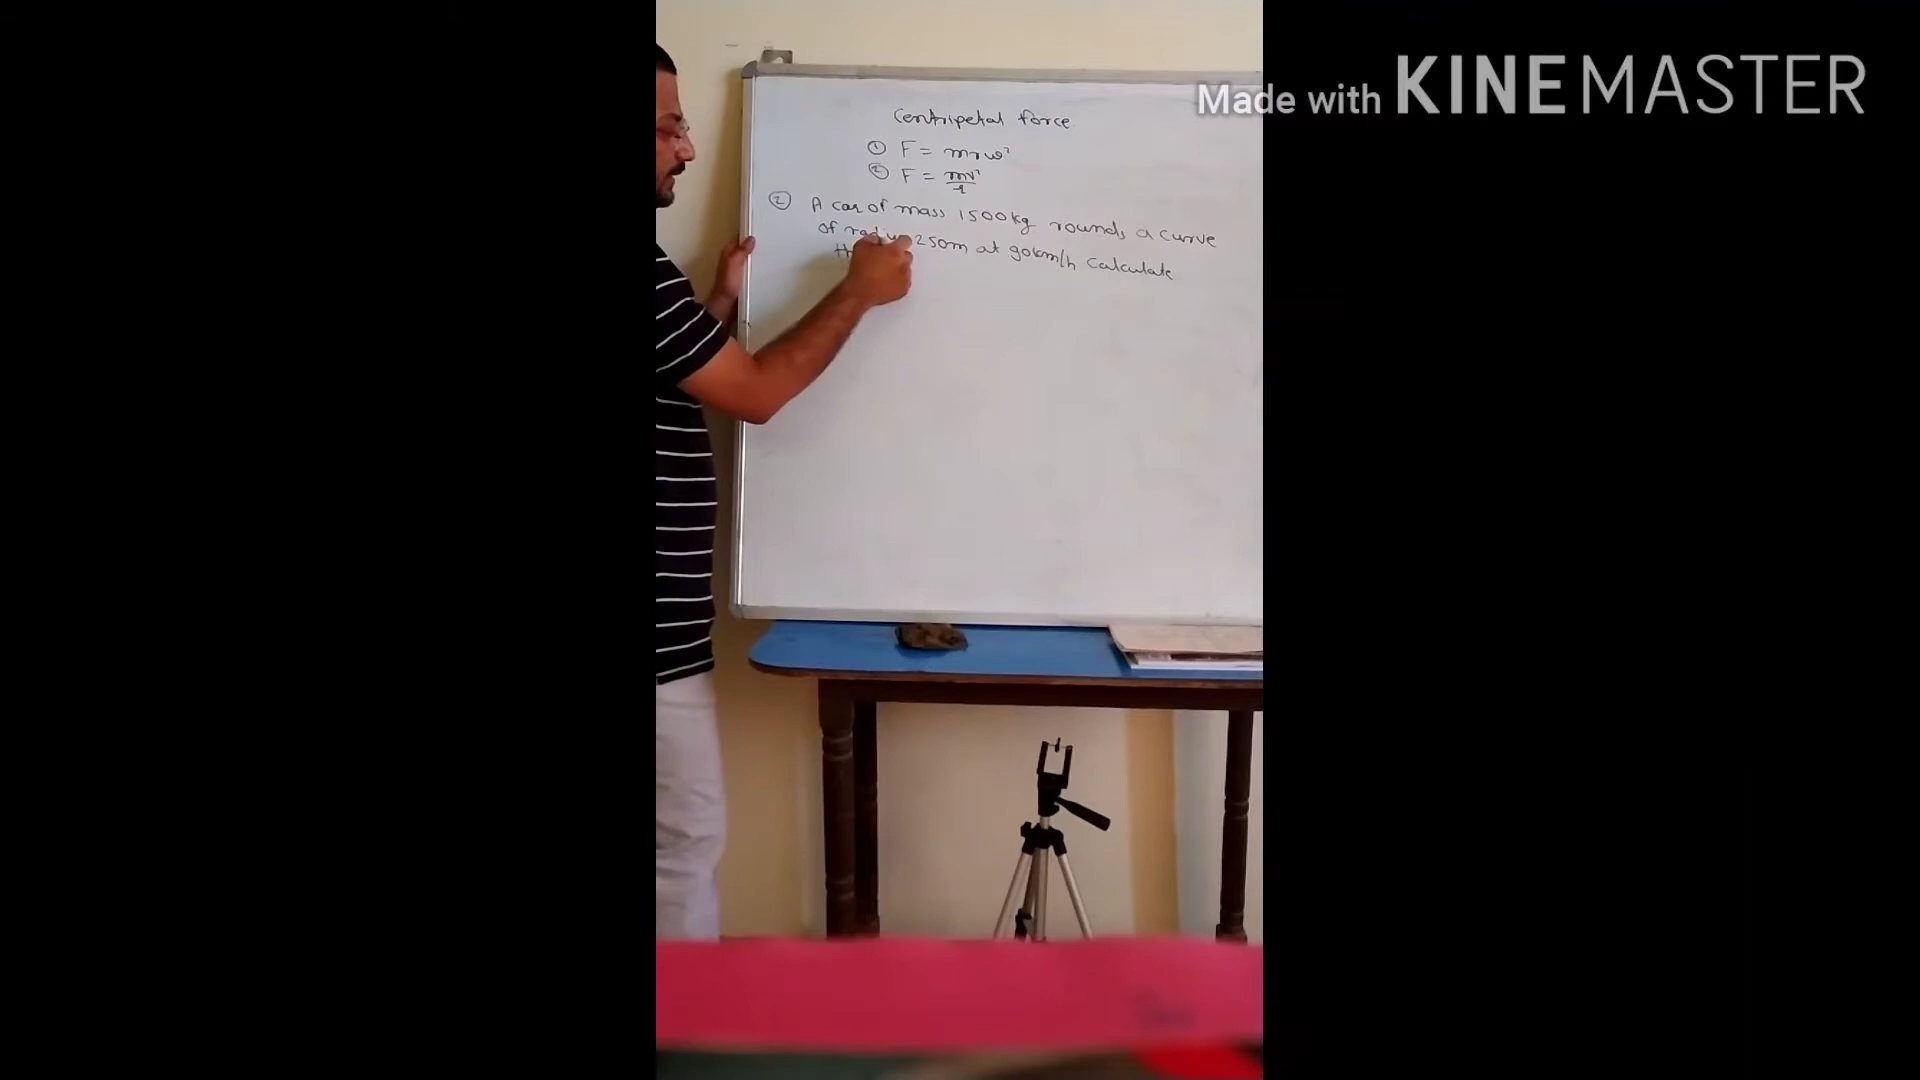 Made with KINEMASTER
Centripetal force
① F = mrω²
② F = mv²/r
② A car of mass 1500kg rounds a curve
of radius 250m at 90km/h calculate